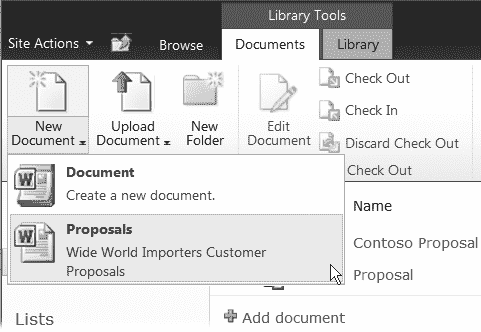 Library Tools
Site Actions Browse Documents Library
New Document
Upload Document
New Folder
Edit Document
Check Out
Check In
Discard Check Out
Check Out
Document
Create a new document.
Proposals
Wide World Importers Customer
Proposals
Name
Contoso Proposal
Proposal
Lists
Add document